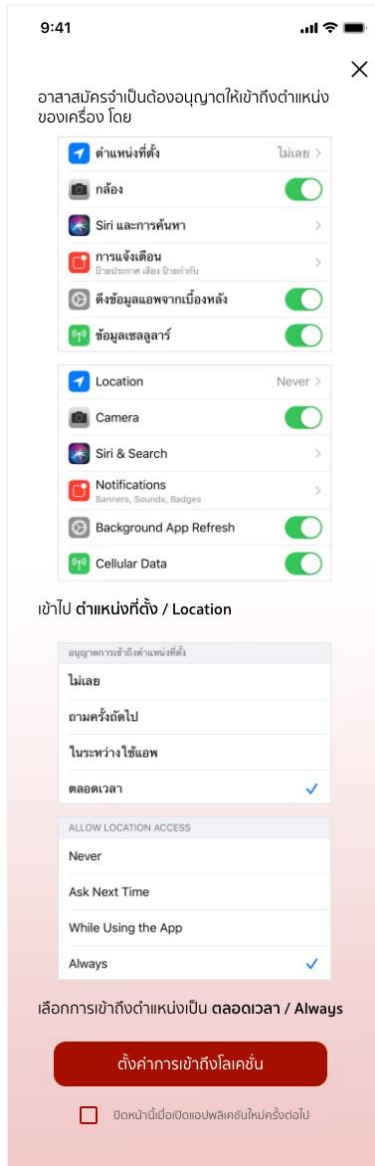 9:41
อาสาสมัครจำเป็นต้องอนุญาตให้เข้าถึงตำแหน่ง
ของเครื่อง โดย
ตำแหน่งที่ตั้ง ไม่เลย >
กล้อง
Siri และการค้นหา >
การแจ้งเตือน >
ป้ายประกาศ เสียง ป้ายกำกับ
ดึงข้อมูลแอพจากเบื้องหลัง
ข้อมูลเซลลูลาร์
Location Never >
Camera
Siri & Search >
Notifications >
Banners, Sounds, Badges
Background App Refresh
Cellular Data
เข้าไป ตำแหน่งที่ตั้ง / Location
อนุญาตการเข้าถึงตำแหน่งที่ตั้ง
ไม่เลย
ถามครั้งถัดไป
ในระหว่างใช้แอพ
ตลอดเวลา ✓
ALLOW LOCATION ACCESS
Never
Ask Next Time
While Using the App
Always ✓
เลือกการเข้าถึงตำแหน่งเป็น ตลอดเวลา / Always
ตั้งค่าการเข้าถึงโลเคชั่น
ปิดหน้านี้เมื่อเปิดแอปพลิเคชันใหม่ครั้งต่อไป